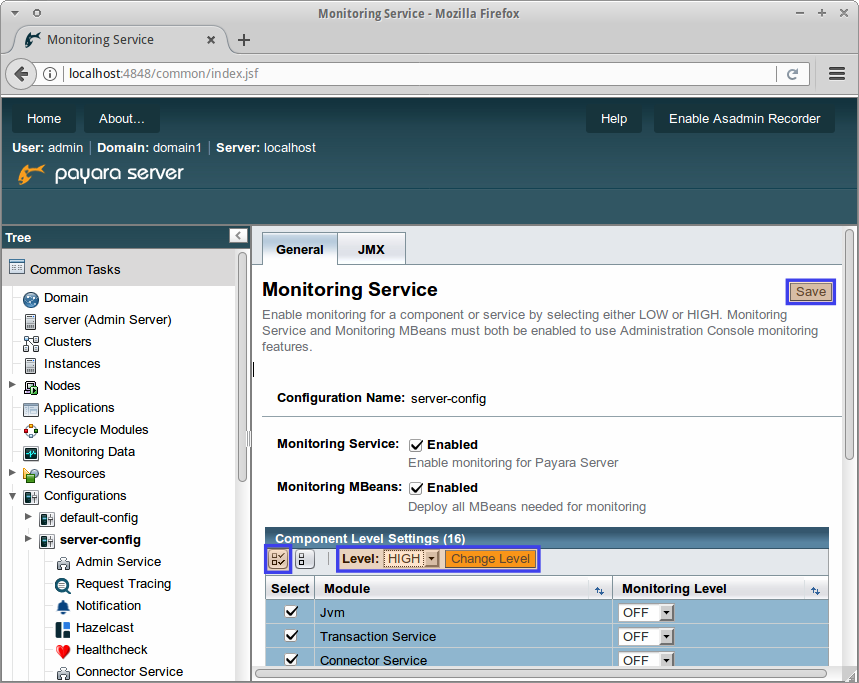 Monitoring Service - Mozilla Firefox
Monitoring Service
localhost:4848/common/index.jsf
Home About... Help Enable Asadmin Recorder
User: admin Domain: domain1 Server: localhost
payara server
Tree
Common Tasks
Domain
server (Admin Server)
Clusters
Instances
Nodes
Applications
Lifecycle Modules
Monitoring Data
Resources
Configurations
default-config
server-config
Admin Service
Request Tracing
Notification
Hazelcast
Healthcheck
Connector Service
General JMX
Monitoring Service
Save
Enable monitoring for a component or service by selecting either LOW or HIGH. Monitoring
Service and Monitoring MBeans must both be enabled to use Administration Console monitoring
features.
Configuration Name: server-config
Monitoring Service: Enabled
Enable monitoring for Payara Server
Monitoring MBeans: Enabled
Deploy all MBeans needed for monitoring
Component Level Settings (16)
Level: HIGH Change Level
Select Module Monitoring Level
Jvm OFF
Transaction Service OFF
Connector Service OFF